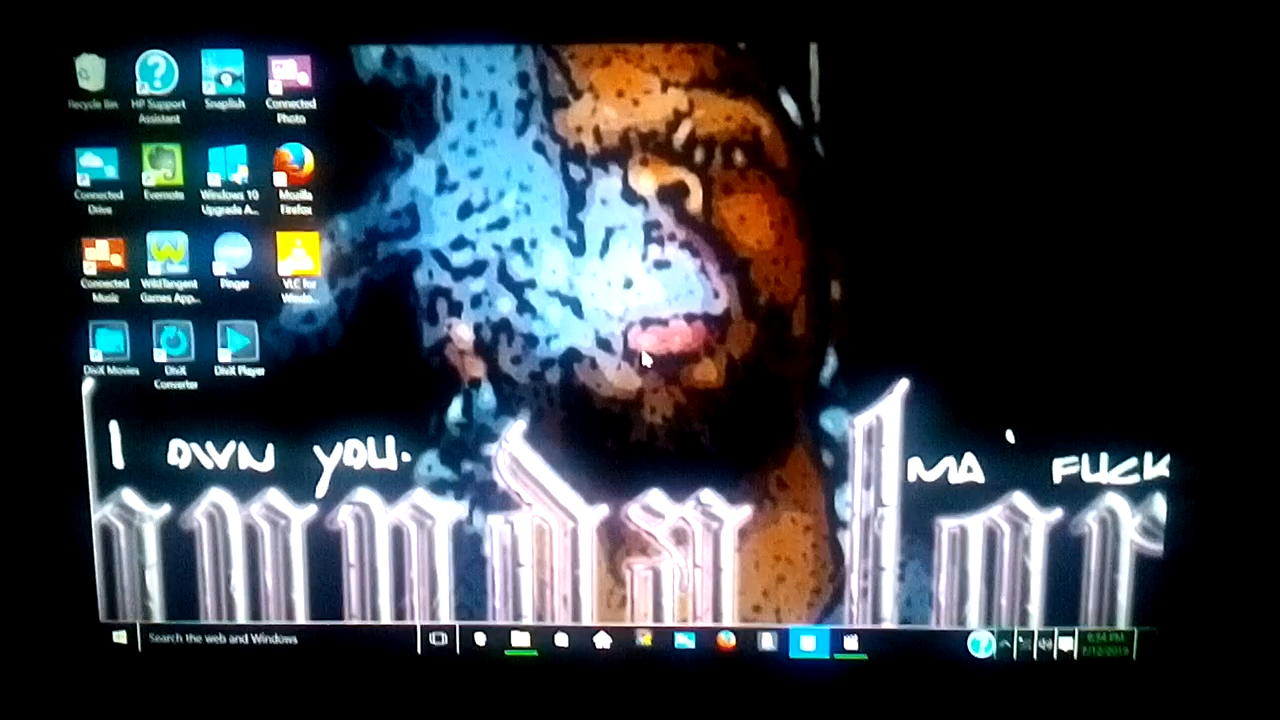 Recycle Bin
HP Support Assistant
Snapfish
Connected Photo
Connected Drive
Evernote
Windows 10 Upgrade A...
Mozilla Firefox
Connected Music
WildTangent Games App...
Pinger
VLC for Windo...
DivX Movies
DivX Converter
DivX Player
I OWN YOU.
MA FUCK
Search the web and Windows